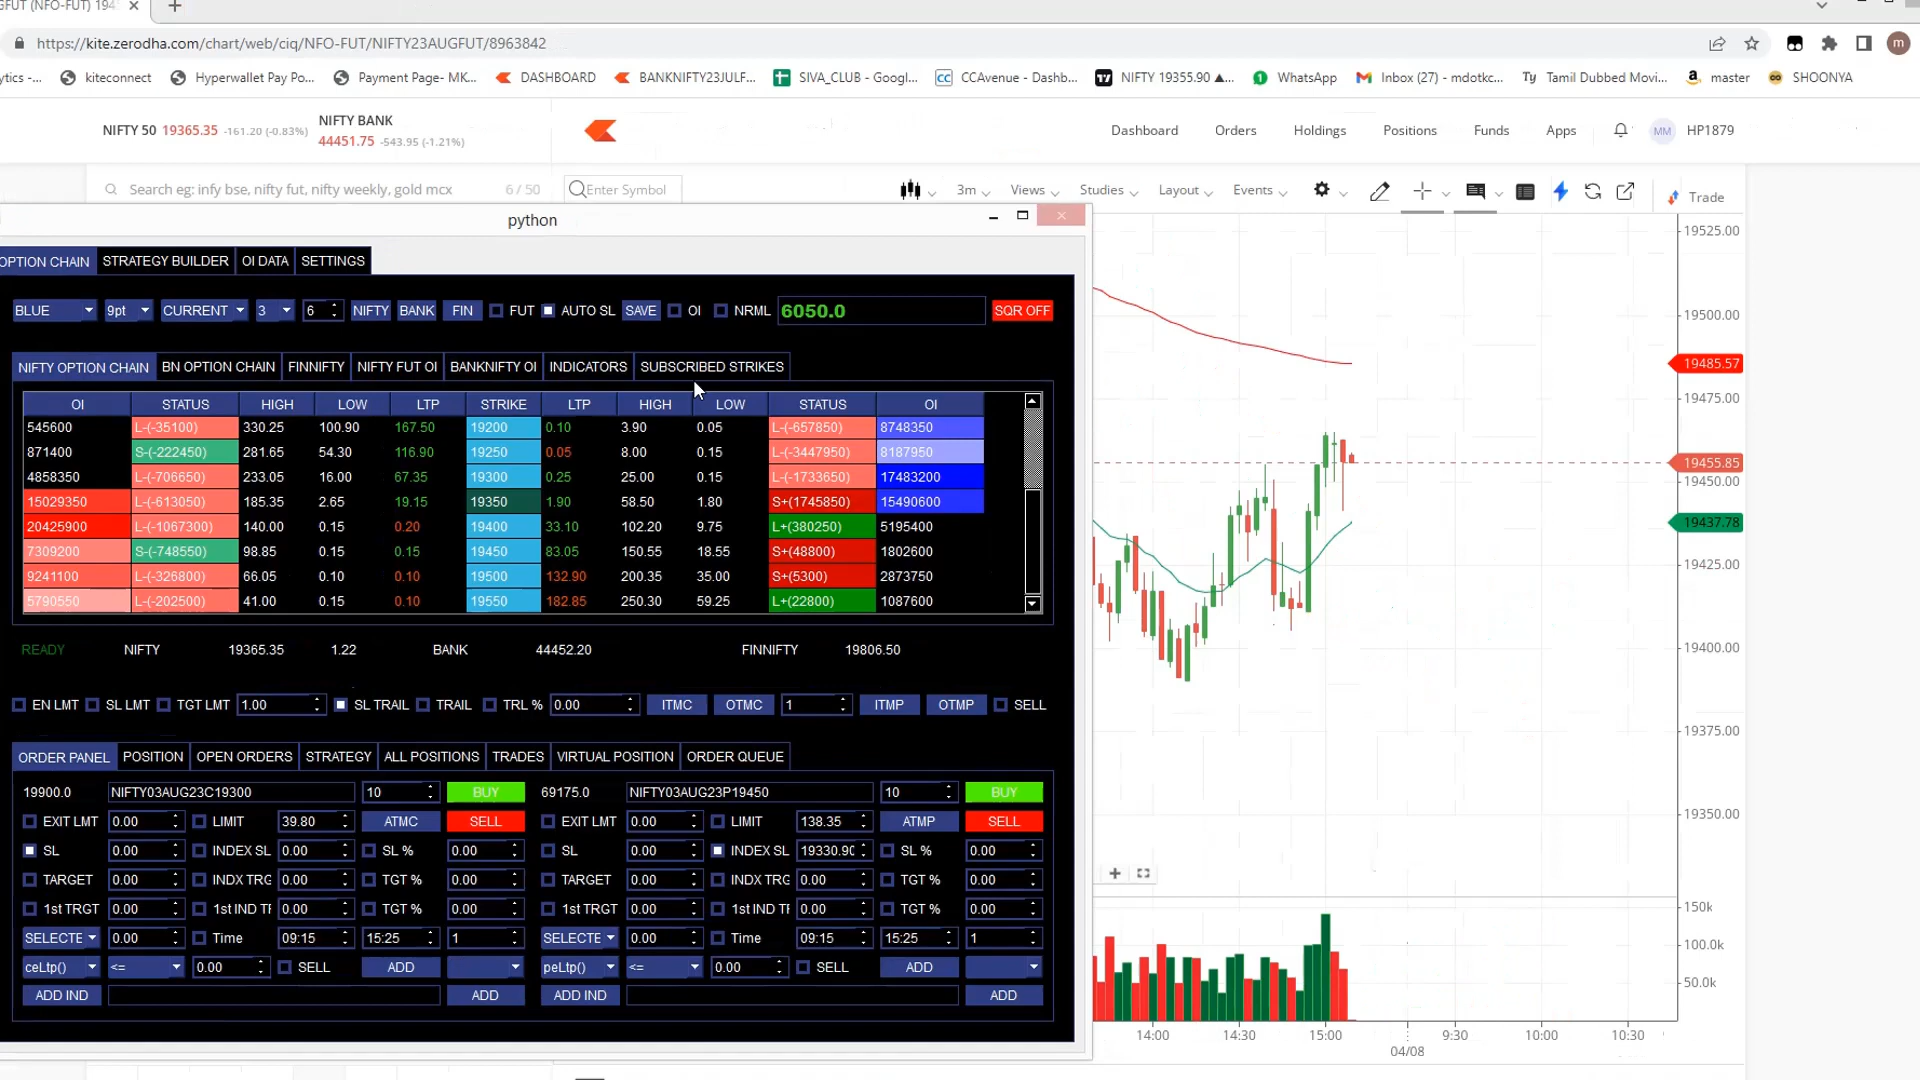 GFUT (NFO-FUT) 194
https://kite.zerodha.com/chart/web/ciq/NFO-FUT/NIFTY23AUGFUT/8963842
m
ytics -... kiteconnect Hyperwallet Pay Po... Payment Page- MK... DASHBOARD BANKNIFTY23JULF... SIVA_CLUB - Googl... CCAvenue - Dashb... NIFTY 19355.90 ▲... WhatsApp Inbox (27) - mdotkc... Tamil Dubbed Movi... master SHOONYA
NIFTY 50 19365.35 -161.20 (-0.83%)
NIFTY BANK
44451.75 -543.95 (-1.21%)
Dashboard Orders Holdings Positions Funds Apps MM HP1879
Search eg: infy bse, nifty fut, nifty weekly, gold mcx 6 / 50 Enter Symbol 3m Views Studies Layout Events Trade
python
OPTION CHAIN STRATEGY BUILDER OI DATA SETTINGS
BLUE 9pt CURRENT 3 6 NIFTY BANK FIN FUT AUTO SL SAVE OI NRML 6050.0 SQR OFF
NIFTY OPTION CHAIN BN OPTION CHAIN FINNIFTY NIFTY FUT OI BANKNIFTY OI INDICATORS SUBSCRIBED STRIKES
OI STATUS HIGH LOW LTP STRIKE LTP HIGH LOW STATUS OI
545600 L-(-35100) 330.25 100.90 167.50 19200 0.10 3.90 0.05 L-(-657850) 8748350
871400 S-(-222450) 281.65 54.30 116.90 19250 0.05 8.00 0.15 L-(-3447950) 8187950
4858350 L-(-706650) 233.05 16.00 67.35 19300 0.25 25.00 0.15 L-(-1733650) 17483200
15029350 L-(-613050) 185.35 2.65 19.15 19350 1.90 58.50 1.80 S+(1745850) 15490600
20425900 L-(-1067300) 140.00 0.15 0.20 19400 33.10 102.20 9.75 L+(380250) 5195400
7309200 S-(-748550) 98.85 0.15 0.15 19450 83.05 150.55 18.55 S+(48800) 1802600
9241100 L-(-326800) 66.05 0.10 0.10 19500 132.90 200.35 35.00 S+(5300) 2873750
5790550 L-(-202500) 41.00 0.15 0.10 19550 182.85 250.30 59.25 L+(22800) 1087600
READY NIFTY 19365.35 1.22 BANK 44452.20 FINNIFTY 19806.50
EN LMT SL LMT TGT LMT 1.00 SL TRAIL TRAIL TRL % 0.00 ITMC OTMC 1 ITMP OTMP SELL
ORDER PANEL POSITION OPEN ORDERS STRATEGY ALL POSITIONS TRADES VIRTUAL POSITION ORDER QUEUE
19900.0 NIFTY03AUG23C19300 10 BUY 69175.0 NIFTY03AUG23P19450 10 BUY
EXIT LMT 0.00 LIMIT 39.80 ATMC SELL EXIT LMT 0.00 LIMIT 138.35 ATMP SELL
SL 0.00 INDEX SL 0.00 SL % 0.00 SL 0.00 INDEX SL 19330.90 SL % 0.00
TARGET 0.00 INDX TRG 0.00 TGT % 0.00 TARGET 0.00 INDX TRG 0.00 TGT % 0.00
1st TRGT 0.00 1st IND TF 0.00 TGT % 0.00 1st TRGT 0.00 1st IND TF 0.00 TGT % 0.00
SELECTE 0.00 Time 09:15 15:25 1 SELECTE 0.00 Time 09:15 15:25 1
ceLtp() <= 0.00 SELL ADD peLtp() <= 0.00 SELL ADD
ADD IND ADD ADD IND ADD
19525.00
19500.00
19485.57
19475.00
19455.85
19450.00
19437.78
19425.00
19400.00
19375.00
19350.00
150k
100.0k
50.0k
14:00 14:30 15:00 9:30 10:00 10:30
04/08